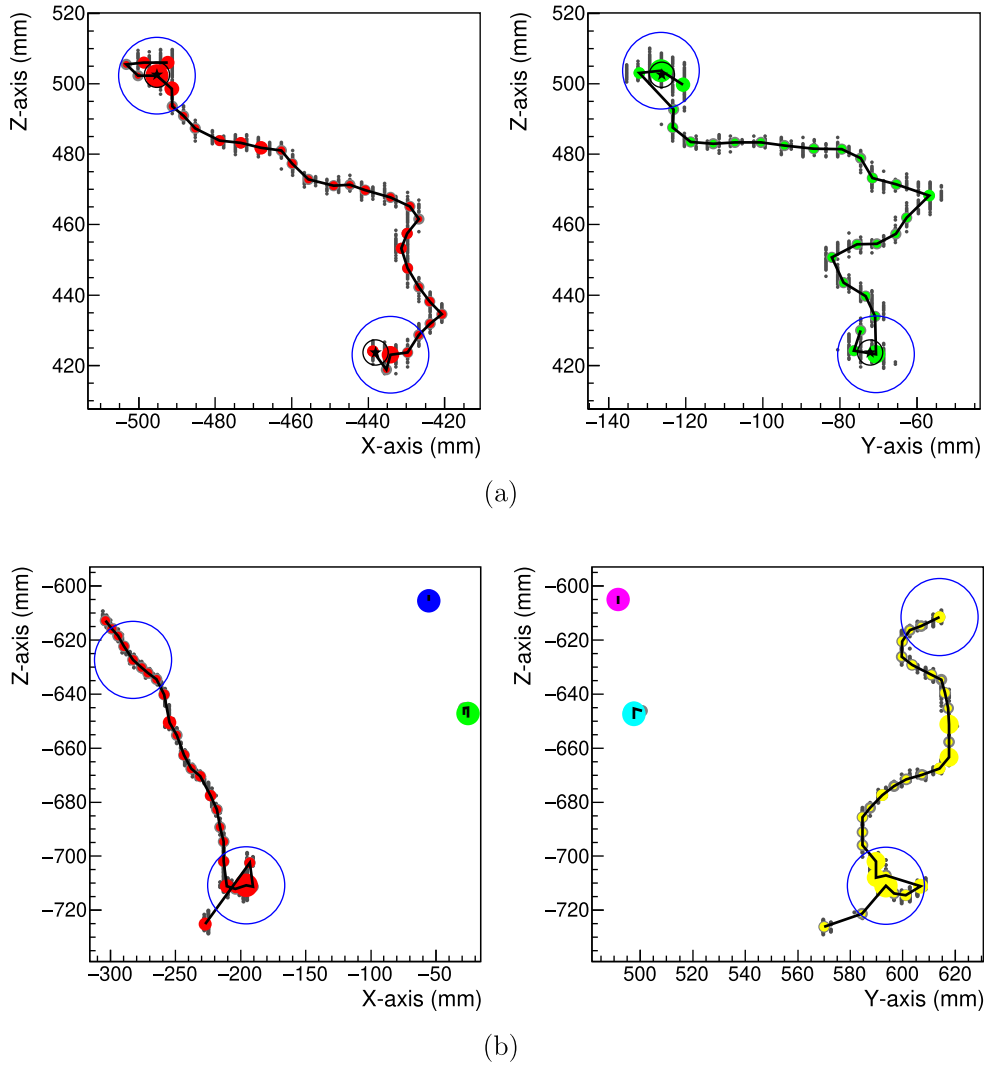 520
500
480
460
440
420
Z-axis (mm)
−500 −480 −460 −440 −420
X-axis (mm)
520
500
480
460
440
420
Z-axis (mm)
−140 −120 −100 −80 −60
Y-axis (mm)
(a)
−600
−620
−640
−660
−680
−700
−720
Z-axis (mm)
−300 −250 −200 −150 −100 −50
X-axis (mm)
−600
−620
−640
−660
−680
−700
−720
Z-axis (mm)
500 520 540 560 580 600 620
Y-axis (mm)
(b)